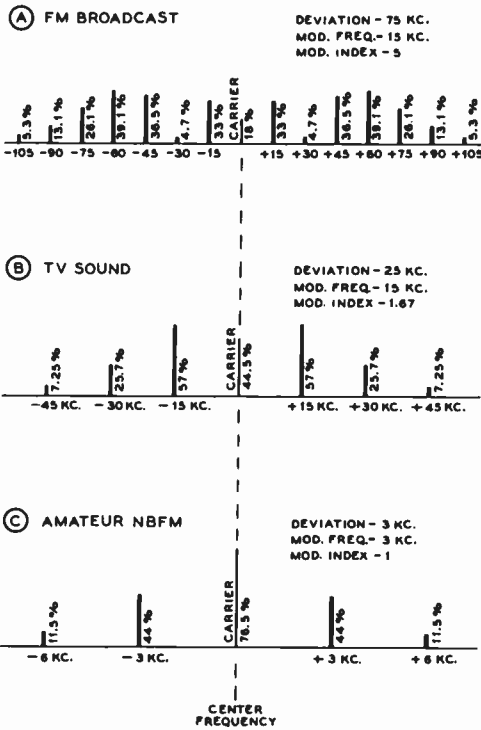 A FM BROADCAST
DEVIATION - 75 KC.
MOD. FREQ. - 15 KC.
MOD. INDEX - 5
5.3 % 13.1 % 26.1 % 39.1 % 36.5 % 4.7 % 33 % CARRIER 18 % 33 % 4.7 % 36.5 % 39.1 % 26.1 % 13.1 % 5.3 %
-105 -90 -75 -60 -45 -30 -15 +15 +30 +45 +60 +75 +90 +105
B TV SOUND
DEVIATION - 25 KC.
MOD. FREQ. - 15 KC.
MOD. INDEX - 1.67
7.25 % 25.7 % 57 % CARRIER 44.5 % 57 % 25.7 % 7.25 %
-45 KC. -30 KC. -15 KC. +15 KC. +30 KC. +45 KC.
C AMATEUR NBFM
DEVIATION - 3 KC.
MOD. FREQ. - 3 KC.
MOD. INDEX - 1
11.5 % 44 % CARRIER 76.5 % 44 % 11.5 %
-6 KC. -3 KC. +3 KC. +6 KC.
CENTER
FREQUENCY